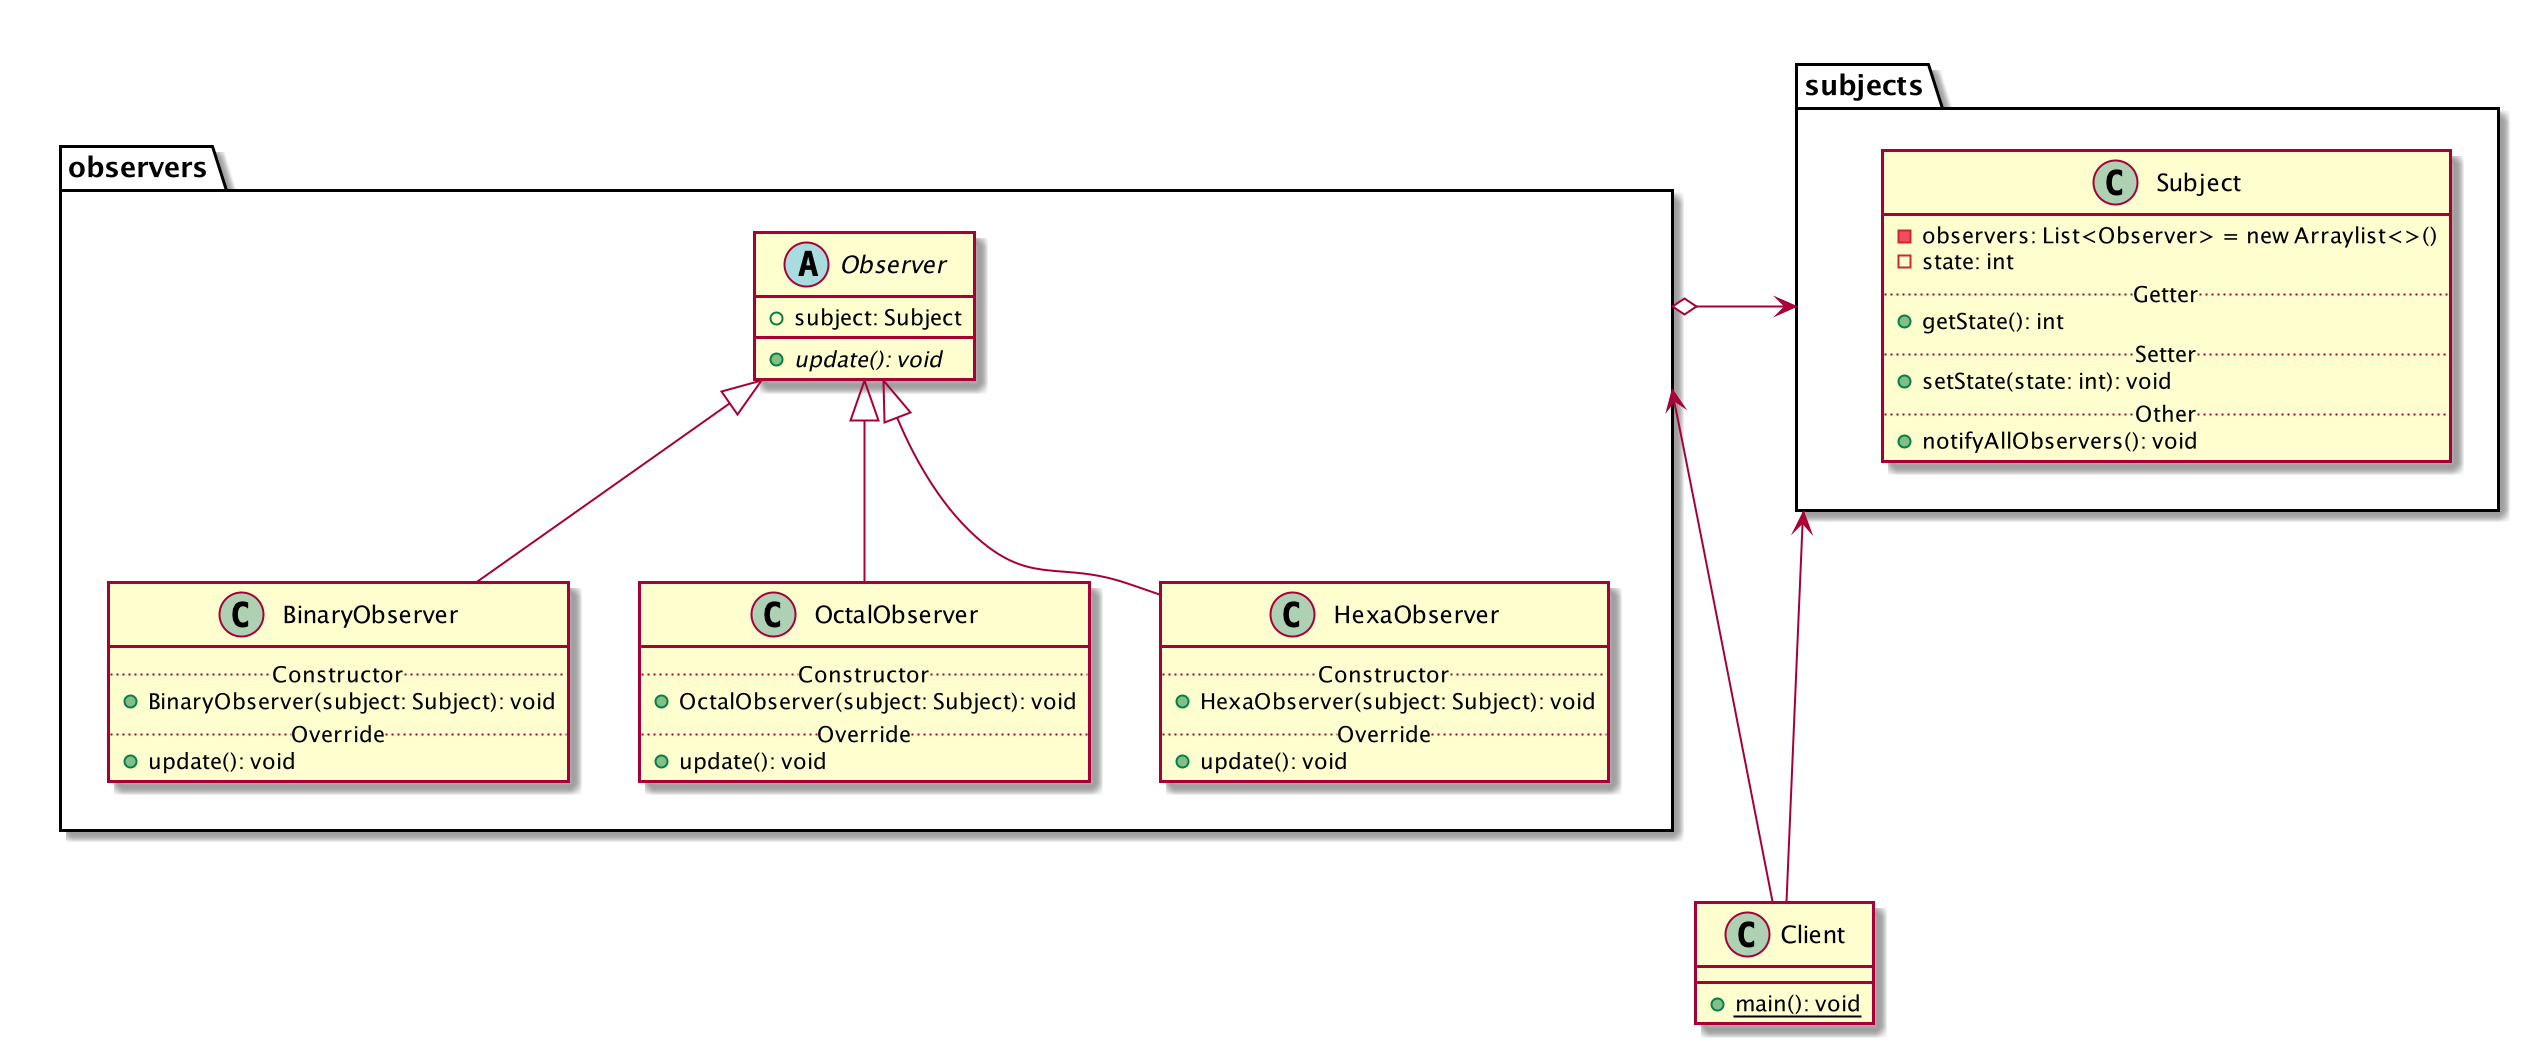 observers
A Observer
subject: Subject
update(): void
C BinaryObserver
Constructor
BinaryObserver(subject: Subject): void
Override
update(): void
C OctalObserver
Constructor
OctalObserver(subject: Subject): void
Override
update(): void
C HexaObserver
Constructor
HexaObserver(subject: Subject): void
Override
update(): void
subjects
C Subject
observers: List<Observer> = new Arraylist<>()
state: int
Getter
getState(): int
Setter
setState(state: int): void
Other
notifyAllObservers(): void
C Client
main(): void